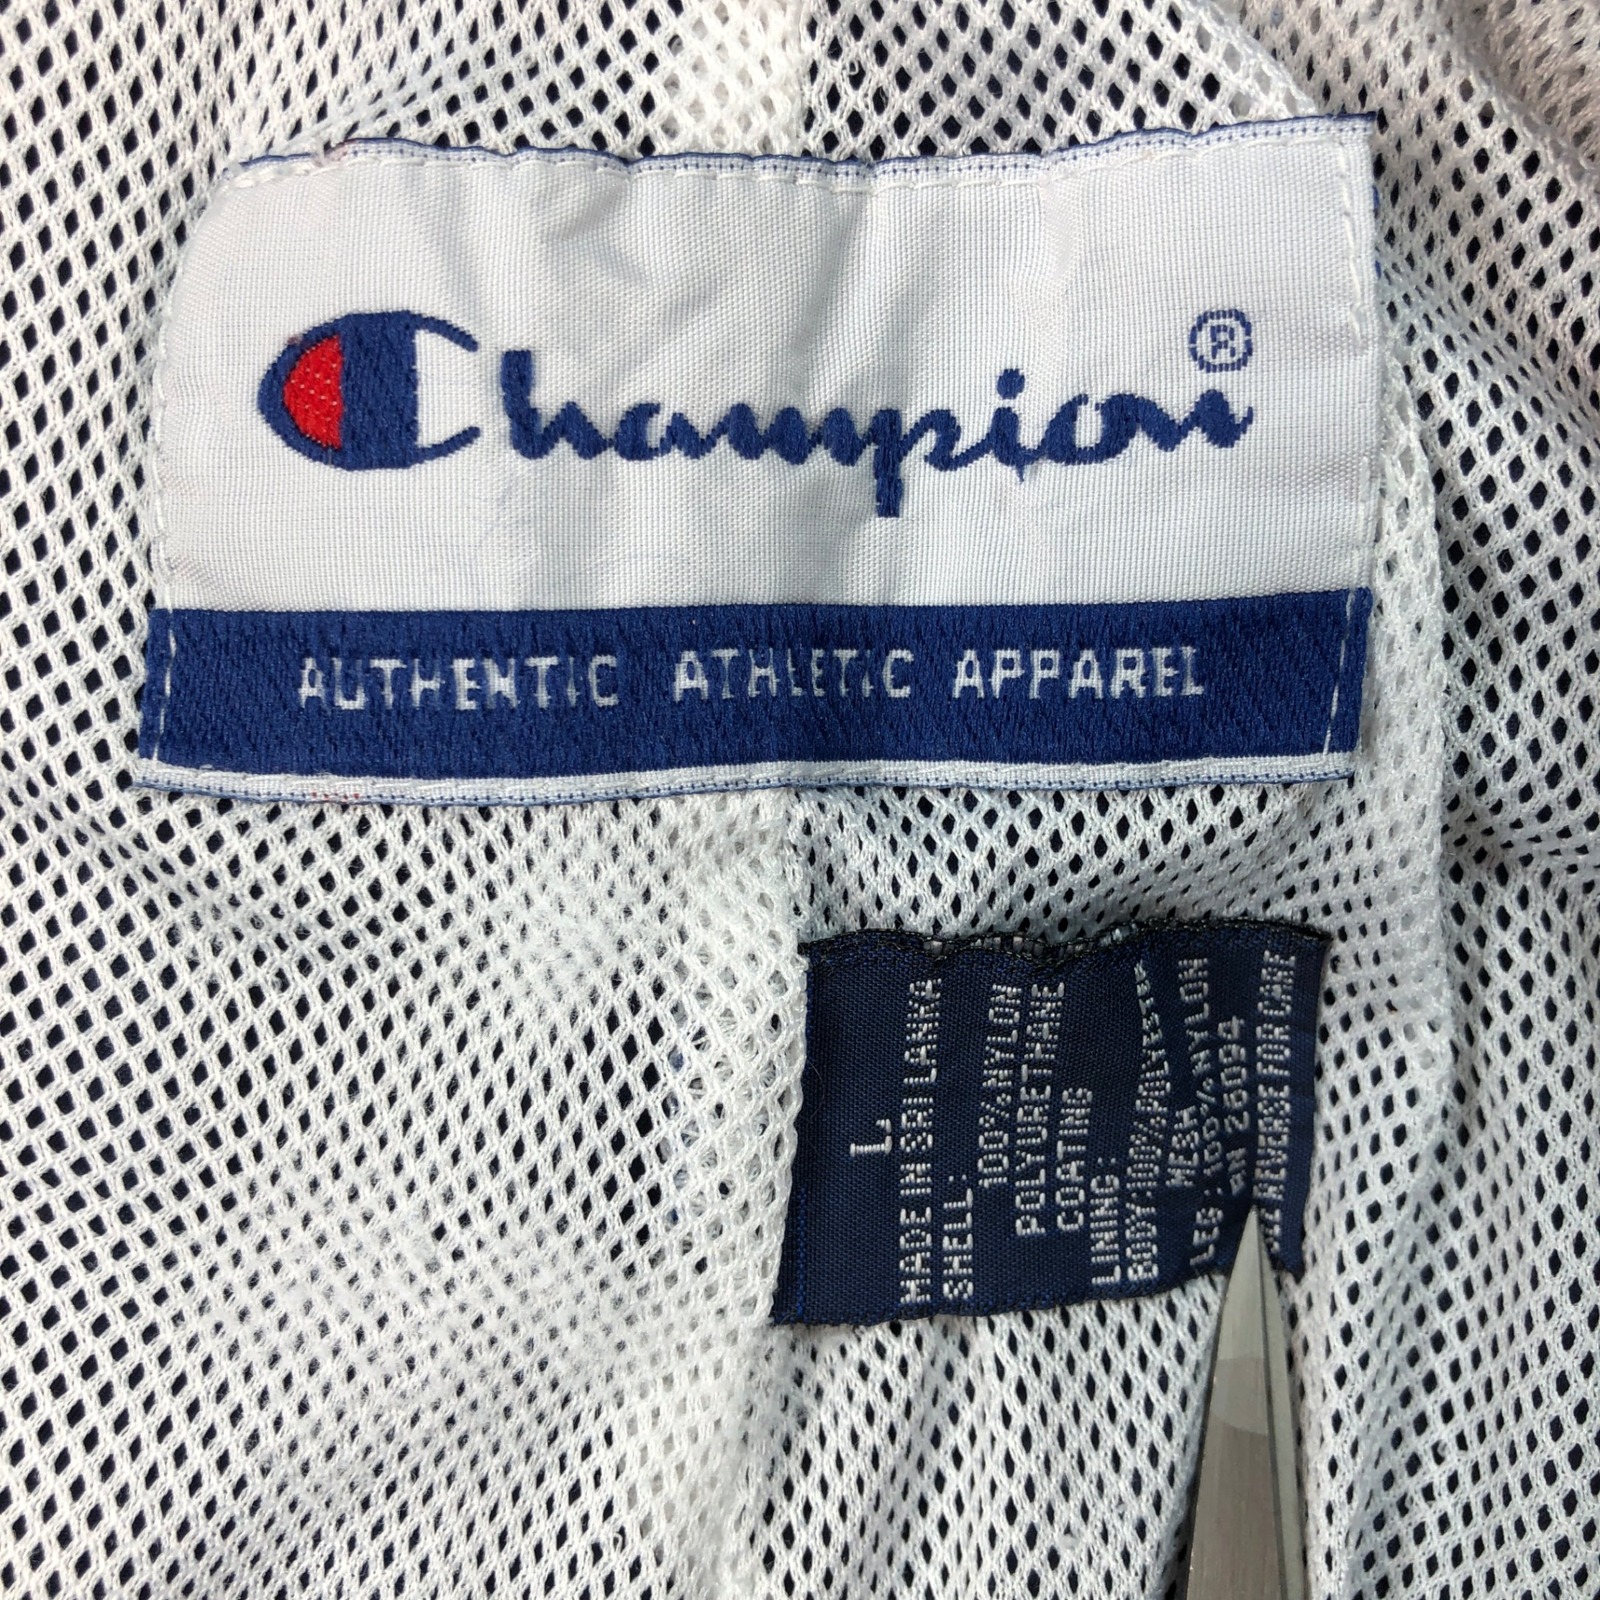 Champion®
AUTHENTIC ATHLETIC APPAREL
L
MADE IN SRI LANKA
SHELL:
100% NYLON
POLYURETHANE
COATING
LINING:
BODY:100% POLYESTER
MESH
LEG: 100% NYLON
RN 26094
REVERSE FOR CARE